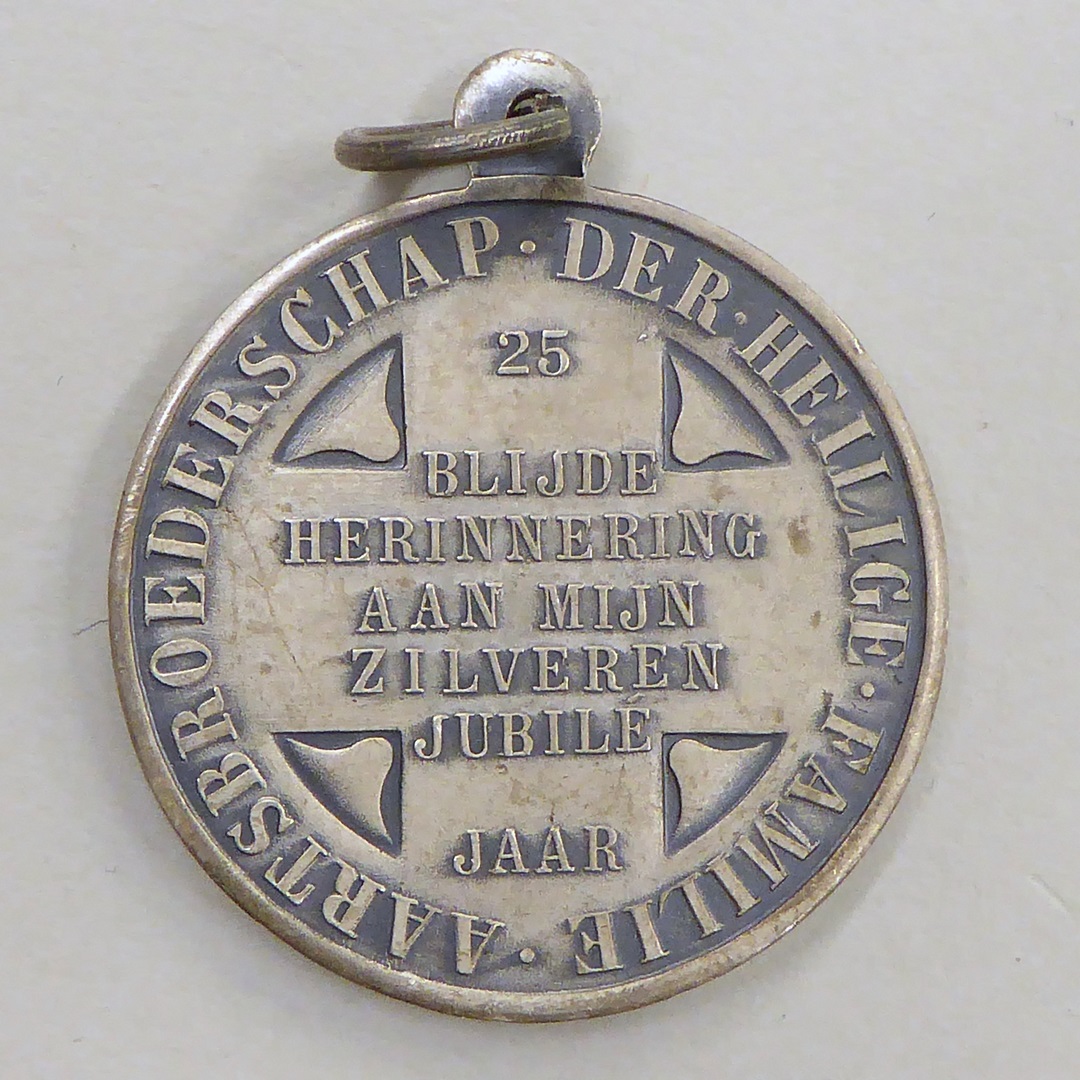 AARTSBROEDERSCHAP · DER · HEILIGE · FAMILIE ·
25
BLIJDE
HERINNERING
AAN MIJN
ZILVEREN
JUBILÉ
JAAR